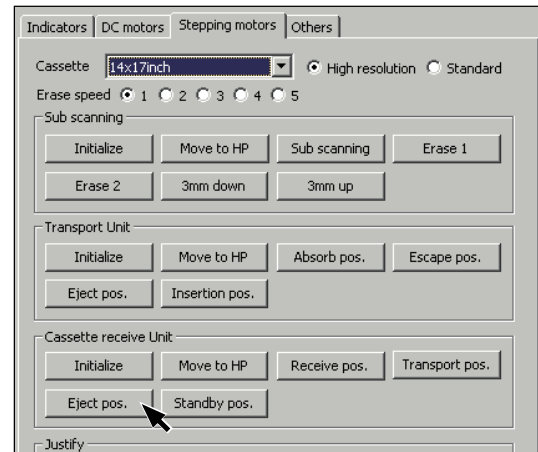 Indicators DC motors Stepping motors Others
Cassette 14x17inch High resolution Standard
Erase speed 1 2 3 4 5
Sub scanning
Initialize Move to HP Sub scanning Erase 1
Erase 2 3mm down 3mm up
Transport Unit
Initialize Move to HP Absorb pos. Escape pos.
Eject pos. Insertion pos.
Cassette receive Unit
Initialize Move to HP Receive pos. Transport pos.
Eject pos. Standby pos.
Justify